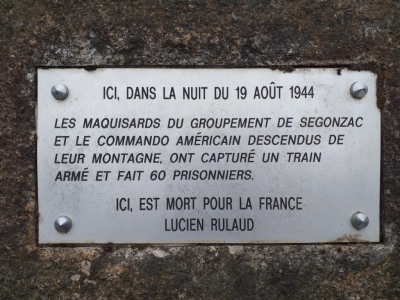 ICI, DANS LA NUIT DU 19 AOÛT 1944
LES MAQUISARDS DU GROUPEMENT DE SEGONZAC
ET LE COMMANDO AMÉRICAIN DESCENDUS DE
LEUR MONTAGNE, ONT CAPTURÉ UN TRAIN
ARMÉ ET FAIT 60 PRISONNIERS.
ICI, EST MORT POUR LA FRANCE
LUCIEN RULAUD